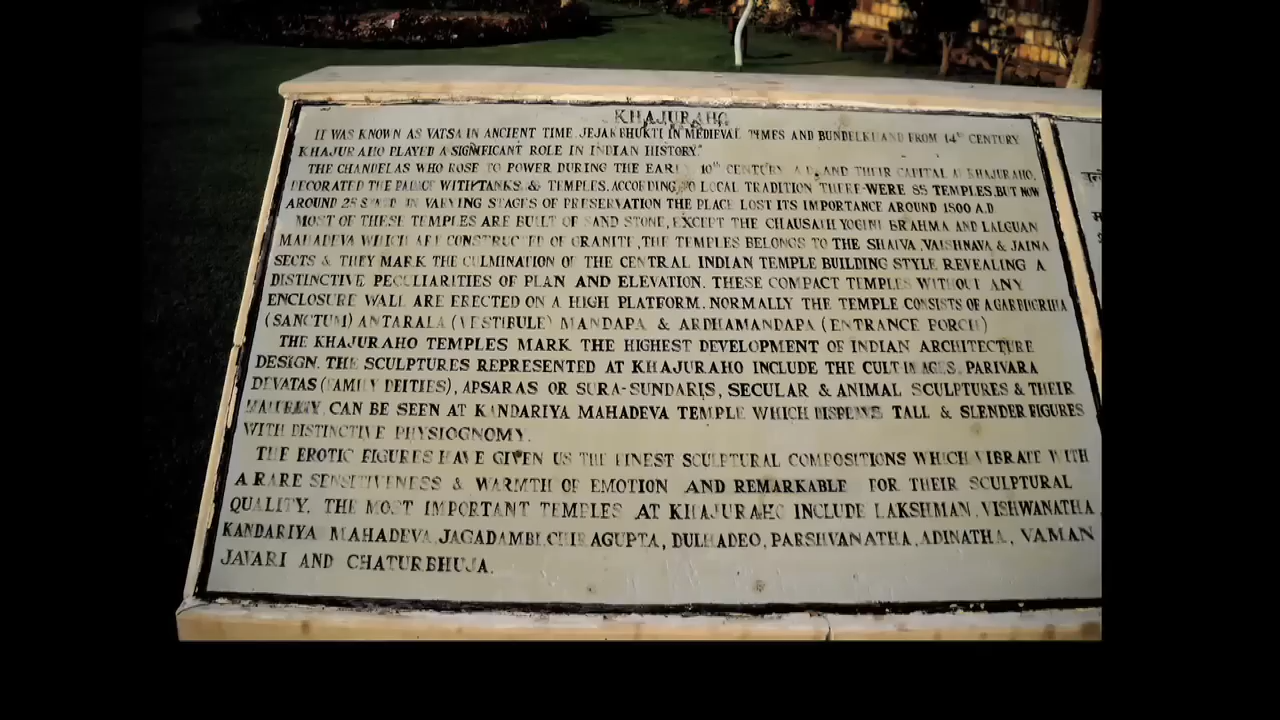 KHAJURAHO
IT WAS KNOWN AS VATSA IN ANCIENT TIME, JEJAKBHUKTI IN MEDIEVAL TIMES AND BUNDELKHAND FROM 14th CENTURY
KHAJURAHO PLAYED A SIGNIFICANT ROLE IN INDIAN HISTORY.
THE CHANDELAS WHO ROSE TO POWER DURING THE EARLY 10th CENTURY A.D. AND THEIR CAPITAL AT KHAJURAHO,
DECORATED THE PALACE WITH TANKS & TEMPLES. ACCORDING TO LOCAL TRADITION THERE WERE 85 TEMPLES, BUT NOW
AROUND 25 STAND IN VARYING STAGES OF PRESERVATION THE PLACE LOST ITS IMPORTANCE AROUND 1500 A.D
MOST OF THESE TEMPLES ARE BUILT OF SAND STONE, EXCEPT THE CHAUSATH YOGINI BRAHMA AND LALGUAN
MAHADEVA WHICH ARE CONSTRUCTED OF GRANITE, THE TEMPLES BELONGS TO THE SHAIVA, VAISHNAVA & JAINA
SECTS & THEY MARK THE CULMINATION OF THE CENTRAL INDIAN TEMPLE BUILDING STYLE REVEALING A
DISTINCTIVE PECULIARITIES OF PLAN AND ELEVATION. THESE COMPACT TEMPLES WITHOUT ANY
ENCLOSURE WALL ARE ERECTED ON A HIGH PLATFORM. NORMALLY THE TEMPLE CONSISTS OF A GARBHGRIHA
(SANCTUM) ANTARALA (VESTIBULE) MANDAPA & ARDHAMANDAPA (ENTRANCE PORCH)
THE KHAJURAHO TEMPLES MARK THE HIGHEST DEVELOPMENT OF INDIAN ARCHITECTURE
DESIGN. THE SCULPTURES REPRESENTED AT KHAJURAHO INCLUDE THE CULT IMAGES, PARIVARA
DEVATAS (FAMILY DEITIES), APSARAS OR SURA-SUNDARIS, SECULAR & ANIMAL SCULPTURES & THEIR
CAN BE SEEN AT KANDARIYA MAHADEVA TEMPLE WHICH DISPLAYS TALL & SLENDER FIGURES
WITH DISTINCTIVE PHYSIOGNOMY.
THE EROTIC FIGURES HAVE GIVEN US THE FINEST SCULPTURAL COMPOSITIONS WHICH VIBRATE WITH
A RARE SENSITIVENESS & WARMTH OF EMOTION AND REMARKABLE FOR THEIR SCULPTURAL
QUALITY. THE MOST IMPORTANT TEMPLES AT KHAJURAHO INCLUDE LAKSHMAN, VISHWANATHA
KANDARIYA MAHADEVA, JAGADAMBI, CHITRAGUPTA, DULHADEO, PARSHVANATHA, ADINATHA, VAMAN
JAVARI AND CHATURBHUJA.